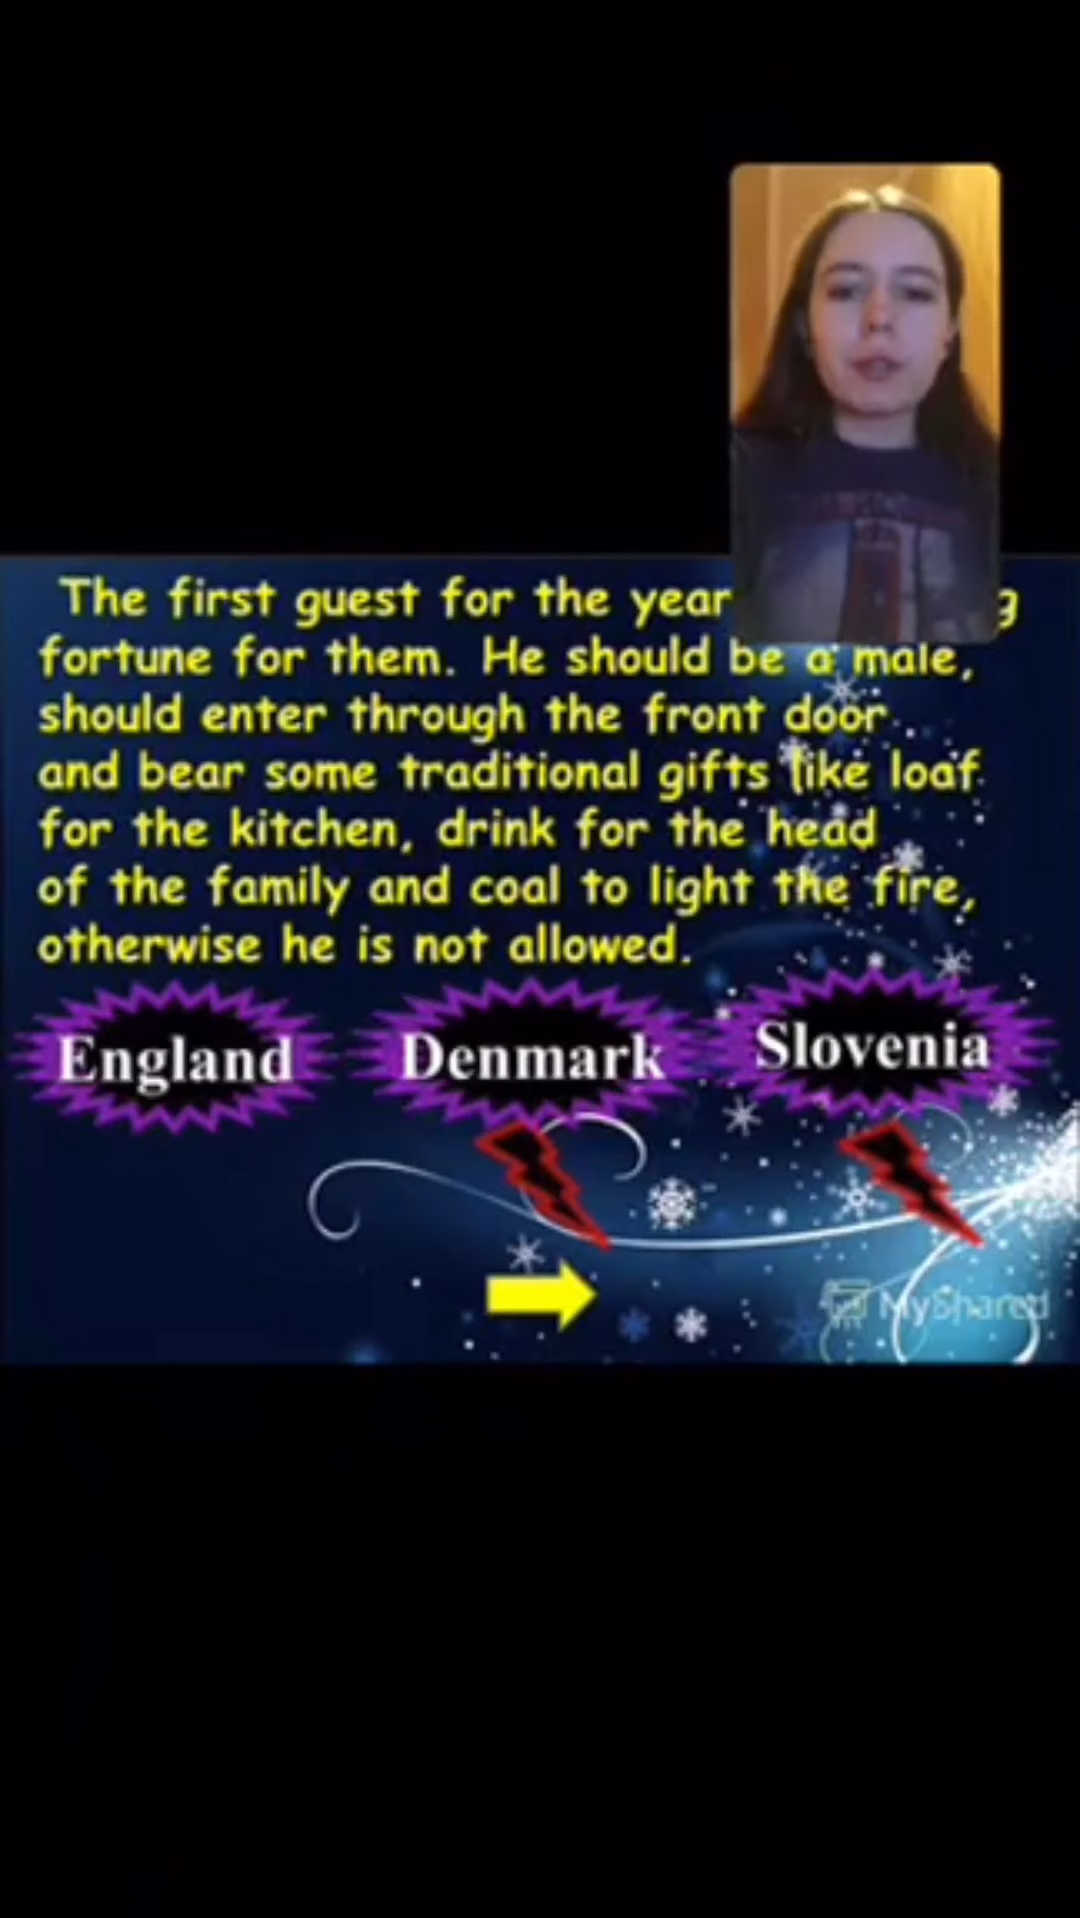 The first guest for the year g
fortune for them. He should be a male,
should enter through the front door
and bear some traditional gifts like loaf
for the kitchen, drink for the head
of the family and coal to light the fire,
otherwise he is not allowed.
England Denmark Slovenia
MyShared